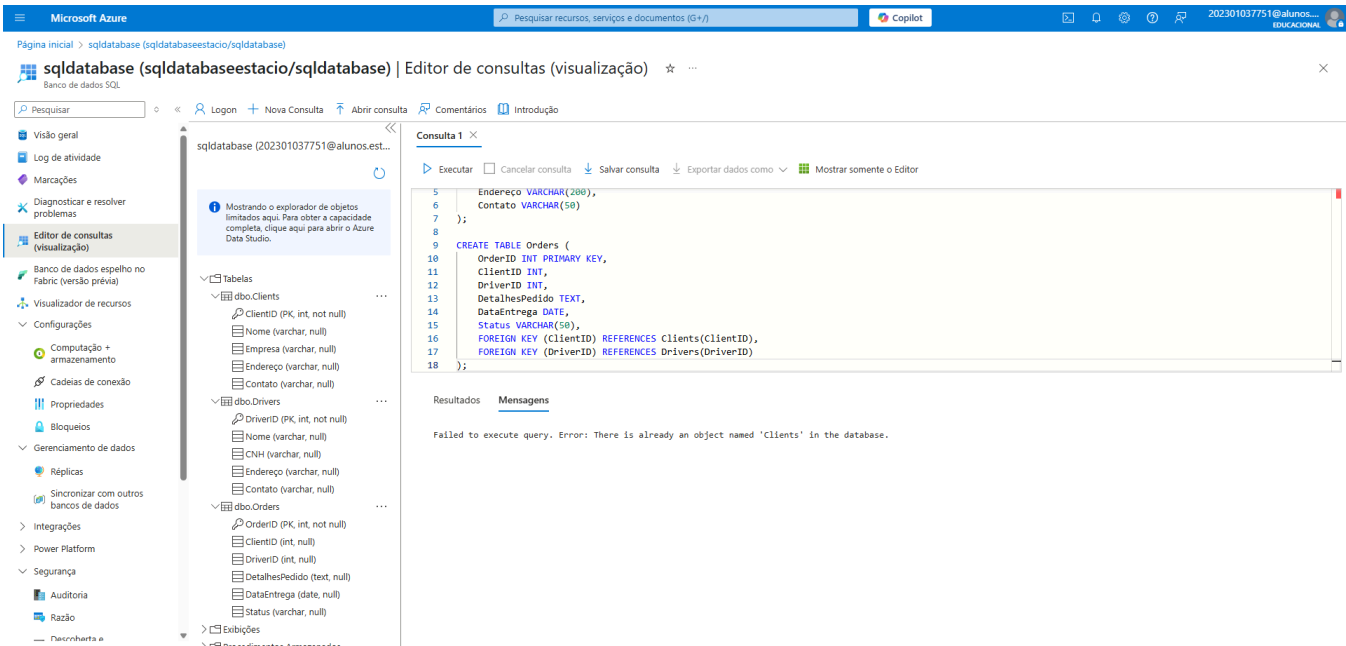 Microsoft Azure
Pesquisar recursos, serviços e documentos (G+/)
Copilot
202301037751@alunos....
EDUCACIONAL
Página inicial > sqldatabase (sqldatabaseestacio/sqldatabase)
sqldatabase (sqldatabaseestacio/sqldatabase) | Editor de consultas (visualização)
Banco de dados SQL
Pesquisar
Logon
Nova Consulta
Abrir consulta
Comentários
Introdução
Visão geral
Log de atividade
Marcações
Diagnosticar e resolver
problemas
Editor de consultas
(visualização)
Banco de dados espelho no
Fabric (versão prévia)
Visualizador de recursos
Configurações
Computação +
armazenamento
Cadeias de conexão
Propriedades
Bloqueios
Gerenciamento de dados
Réplicas
Sincronizar com outros
bancos de dados
Integrações
Power Platform
Segurança
Auditoria
Razão
Descoberta e
sqldatabase (202301037751@alunos.est...
Mostrando o explorador de objetos
limitados aqui. Para obter a capacidade
completa, clique aqui para abrir o Azure
Data Studio.
Tabelas
dbo.Clients
ClientID (PK, int, not null)
Nome (varchar, null)
Empresa (varchar, null)
Endereço (varchar, null)
Contato (varchar, null)
dbo.Drivers
DriverID (PK, int, not null)
Nome (varchar, null)
CNH (varchar, null)
Endereço (varchar, null)
Contato (varchar, null)
dbo.Orders
OrderID (PK, int, not null)
ClientID (int, null)
DriverID (int, null)
DetalhesPedido (text, null)
DataEntrega (date, null)
Status (varchar, null)
Exibições
Procedimentos Armazenados
Consulta 1
Executar
Cancelar consulta
Salvar consulta
Exportar dados como
Mostrar somente o Editor
5 Endereço VARCHAR(200),
6 Contato VARCHAR(50)
7 );
8
9 CREATE TABLE Orders (
10 OrderID INT PRIMARY KEY,
11 ClientID INT,
12 DriverID INT,
13 DetalhesPedido TEXT,
14 DataEntrega DATE,
15 Status VARCHAR(50),
16 FOREIGN KEY (ClientID) REFERENCES Clients(ClientID),
17 FOREIGN KEY (DriverID) REFERENCES Drivers(DriverID)
18 );
Resultados
Mensagens
Failed to execute query. Error: There is already an object named 'Clients' in the database.